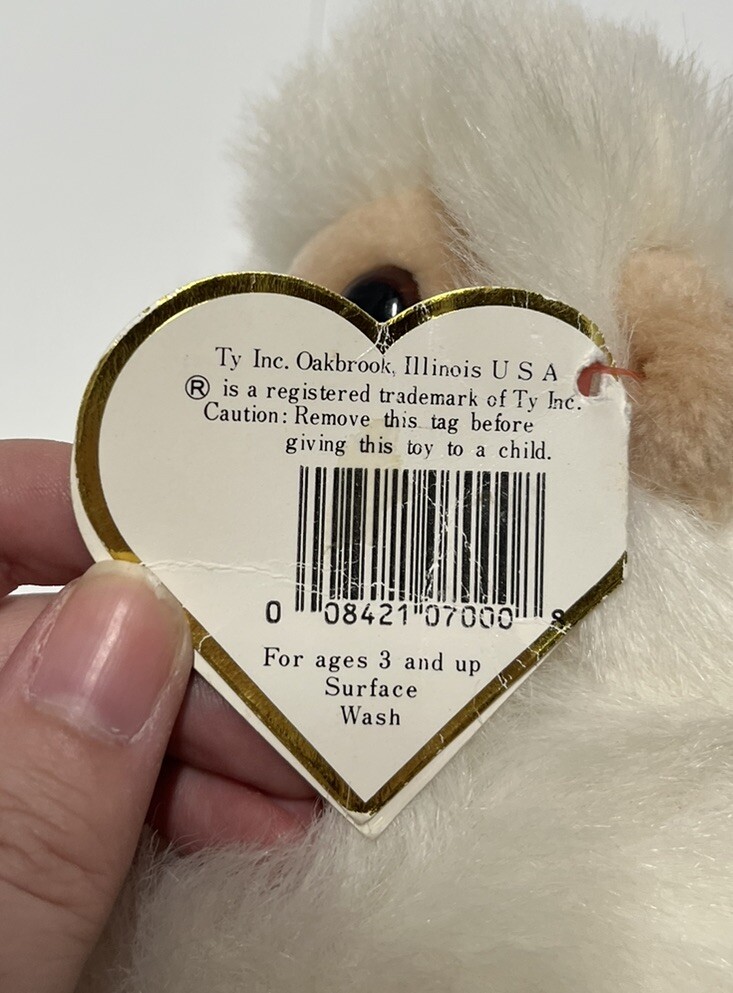 Ty Inc. Oakbrook, Illinois U S A
® is a registered trademark of Ty Inc.
Caution: Remove this tag before
giving this toy to a child.
0 08421 07000 8
For ages 3 and up
Surface
Wash